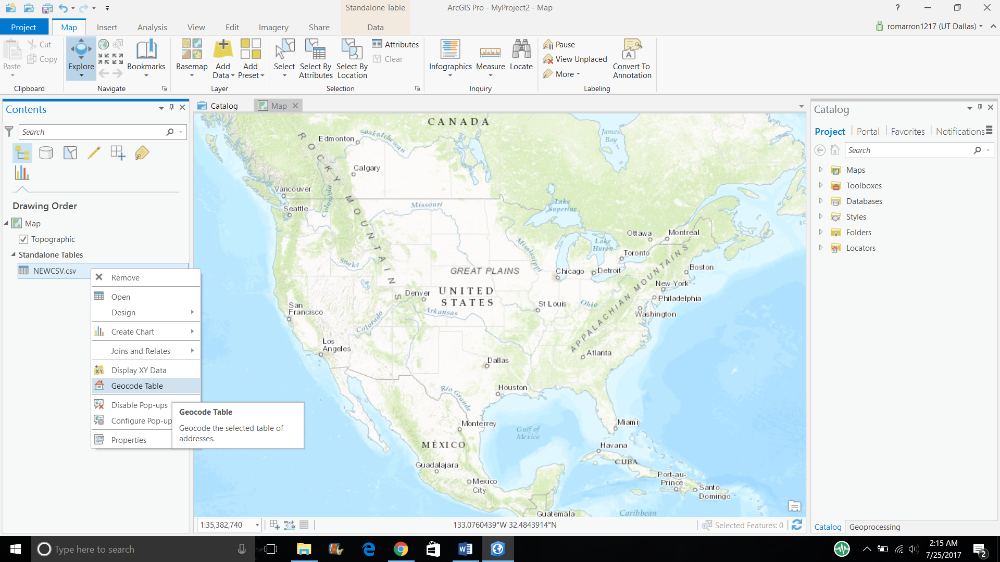 Standalone Table
ArcGIS Pro - MyProject2 - Map
?
Project
Map
Insert
Analysis
View
Edit
Imagery
Share
Data
romarron1217 (UT Dallas)
Paste
Cut
Copy
Clipboard
Explore
Bookmarks
Navigate
Basemap
Add
Data
Add
Preset
Layer
Select
Select By
Attributes
Select By
Location
Attributes
Clear
Selection
Infographics
Measure
Locate
Inquiry
Pause
View Unplaced
More
Convert To
Annotation
Labeling
Contents
Search
Drawing Order
Map
Topographic
Standalone Tables
NEWCSV.csv
Remove
Open
Design
Create Chart
Joins and Relates
Display XY Data
Geocode Table
Disable Pop-ups
Configure Pop-up
Properties
Geocode Table
Geocode the selected table of
addresses.
Catalog
Map
CANADA
Edmonton
Saskatchewan
James
Bay
ROCKY MOUNTAINS
Calgary
Vancouver
Columbia
Seattle
Missouri
Lake
Superior
Ottawa
Montreal
Lake
Huron
Toronto
Mississippi
Snake
GREAT PLAINS
Chicago
Detroit
Boston
New York
Denver
UNITED
STATES
Philadelphia
San
Francisco
Arkansas
St Louis
Ohio
Washington
Colorado
APPALACHIAN MOUNTAINS
Los
Angeles
Dallas
Atlanta
Rio Grande
Houston
Monterrey
Gulf of
Mexico
Miami
MÉXICO
Havana
CUBA
Guadalajara
Mexico
City
Port-au-
Prince
Santo
Domingo
Guatemala
Caribbean
1:35,382,740
133.0760439°W 32.4843914°N
Selected Features: 0
Catalog
Project
Portal
Favorites
Notifications
Search
Maps
Toolboxes
Databases
Styles
Folders
Locators
Catalog
Geoprocessing
Type here to search
2:15 AM
7/25/2017
2